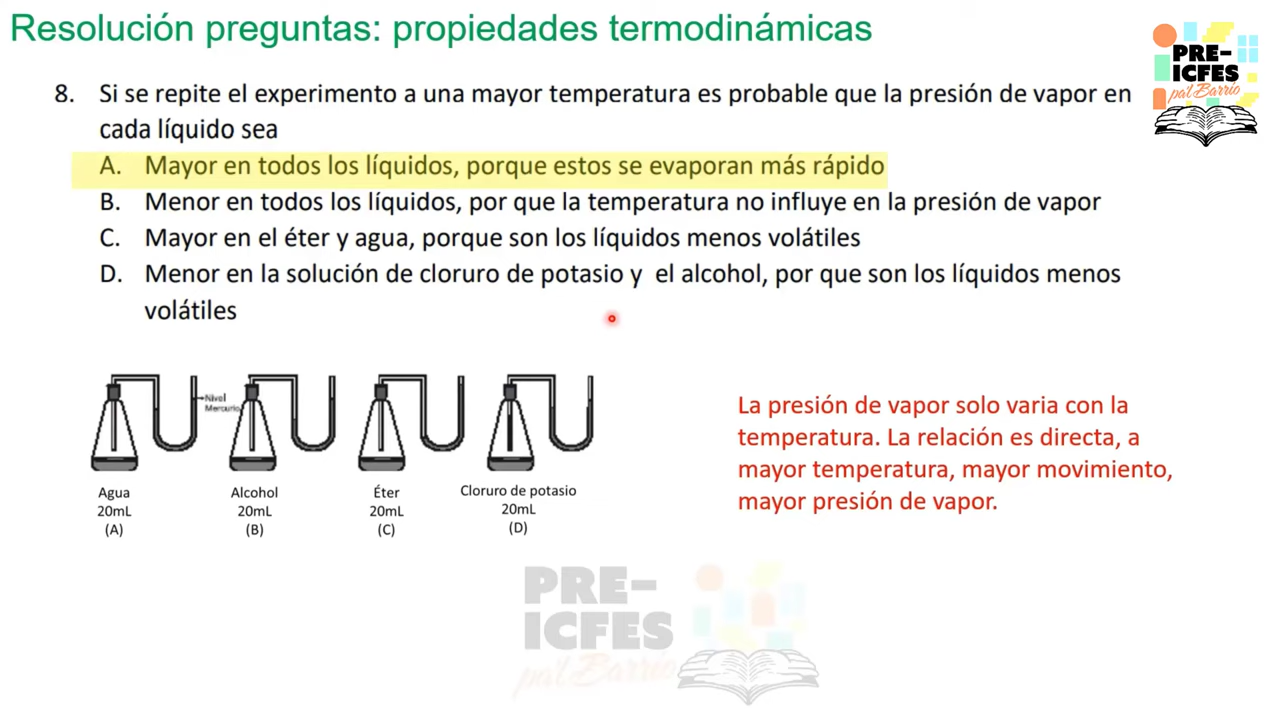 Resolución preguntas: propiedades termodinámicas
PRE-
ICFES
pa'l Barrio
8. Si se repite el experimento a una mayor temperatura es probable que la presión de vapor en
cada líquido sea
A. Mayor en todos los líquidos, porque estos se evaporan más rápido
B. Menor en todos los líquidos, por que la temperatura no influye en la presión de vapor
C. Mayor en el éter y agua, porque son los líquidos menos volátiles
D. Menor en la solución de cloruro de potasio y el alcohol, por que son los líquidos menos
volátiles
Nivel
Mercurio
Agua
20mL
(A)
Alcohol
20mL
(B)
Éter
20mL
(C)
Cloruro de potasio
20mL
(D)
La presión de vapor solo varia con la
temperatura. La relación es directa, a
mayor temperatura, mayor movimiento,
mayor presión de vapor.
PRE-
ICFES
pa'l Barrio